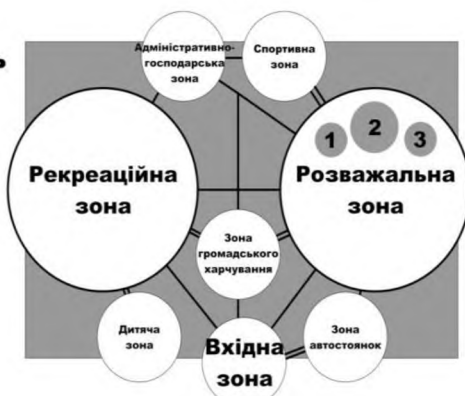 Адміністративно-
господарська
зона
Спортивна
зона
1
2
3
Рекреаційна
зона
Розважальна
зона
Зона
громадського
харчування
Дитяча
зона
Вхідна
зона
Зона
автостоянок